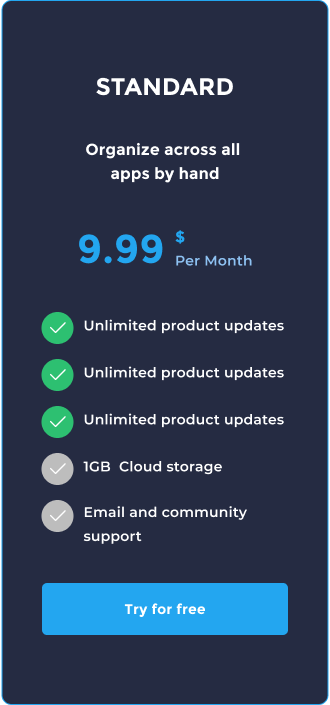 STANDARD
Organize across all
apps by hand
9.99 $
Per Month
Unlimited product updates
Unlimited product updates
Unlimited product updates
1GB  Cloud storage
Email and community
support
Try for free